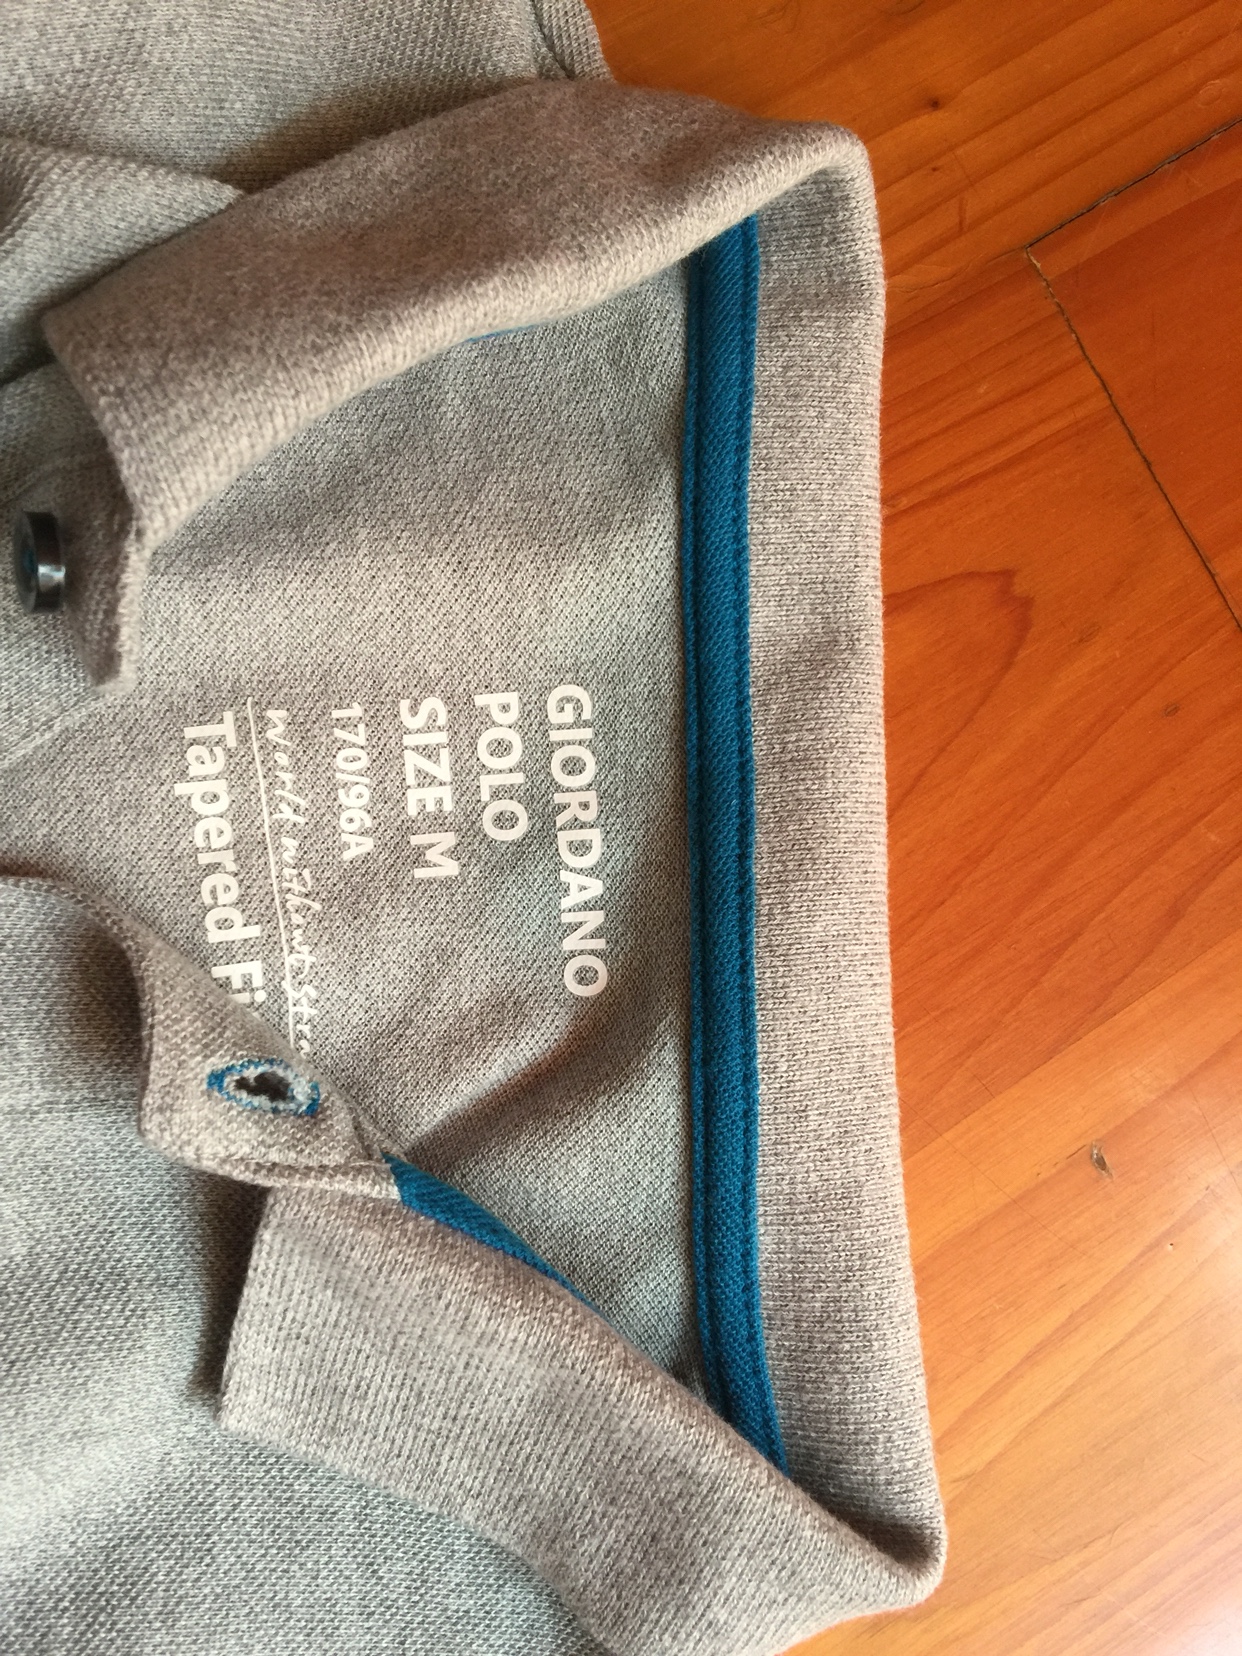 GIORDANO
POLO
SIZE M
170/96A
World without
Tapered